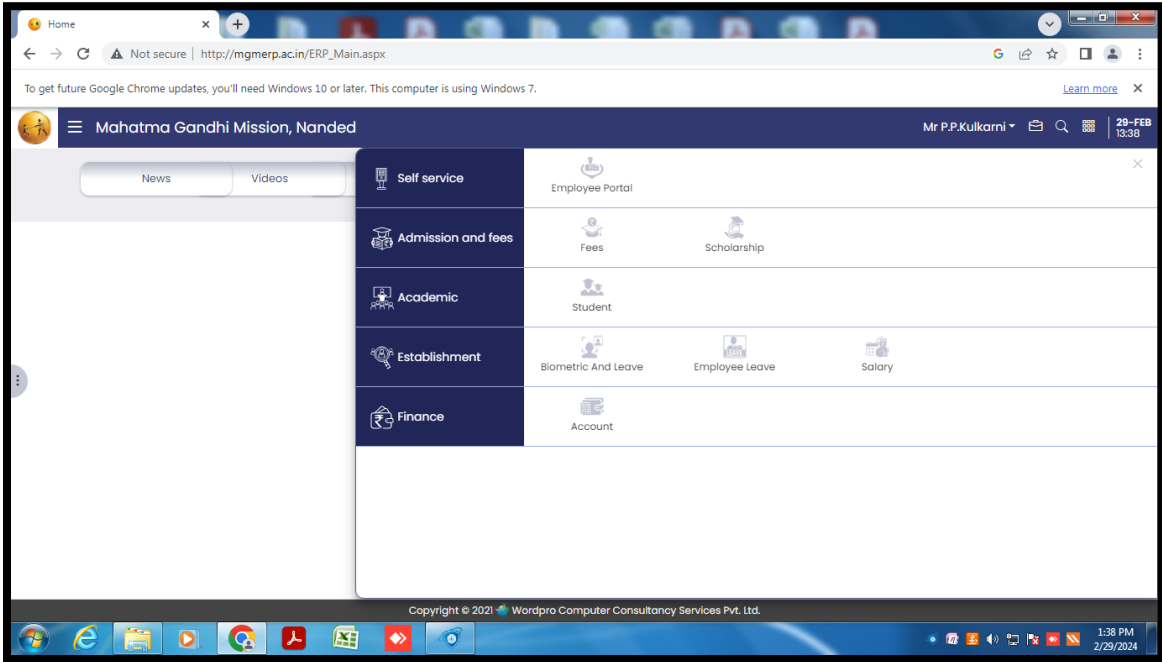 Home
Not secure | http://mgmerp.ac.in/ERP_Main.aspx
To get future Google Chrome updates, you'll need Windows 10 or later. This computer is using Windows 7.
Learn more
Mahatma Gandhi Mission, Nanded
Mr P.P.Kulkarni
29-FEB
13:38
News
Videos
Self service
Employee Portal
Admission and fees
Fees
Scholarship
Academic
Student
Establishment
Biometric And Leave
Employee Leave
Salary
Finance
Account
Copyright © 2021 Wordpro Computer Consultancy Services Pvt. Ltd.
1:38 PM
2/29/2024